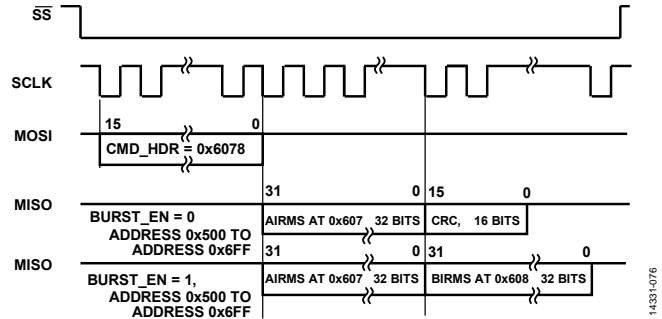 SS
SCLK
MOSI
15 0
CMD_HDR = 0x6078
MISO
31 0 15 0
BURST_EN = 0
ADDRESS 0x500 TO
ADDRESS 0x6FF
AIRMS AT 0x607 32 BITS CRC, 16 BITS
MISO
31 0 31 0
BURST_EN = 1,
ADDRESS 0x500 TO
ADDRESS 0x6FF
AIRMS AT 0x607 32 BITS BIRMS AT 0x608 32 BITS
14331-076